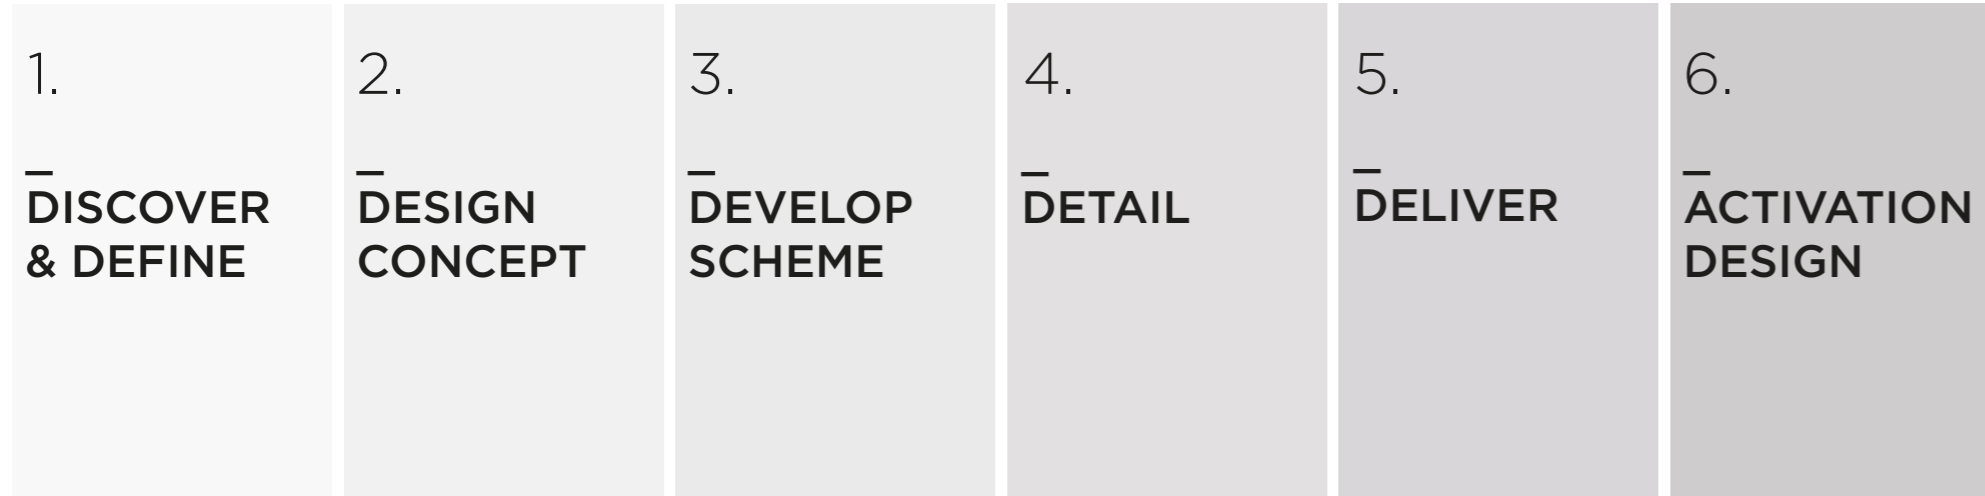 1.
DISCOVER
& DEFINE
2.
DESIGN
CONCEPT
3.
DEVELOP
SCHEME
4.
DETAIL
5.
DELIVER
6.
ACTIVATION
DESIGN